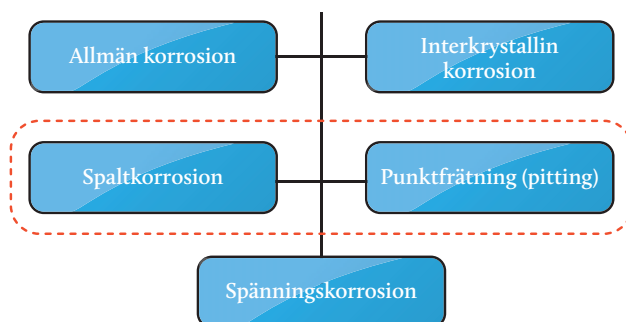 Allmän korrosion
Interkrystallin
korrosion
Spaltkorrosion
Punktfrätning (pitting)
Spänningskorrosion